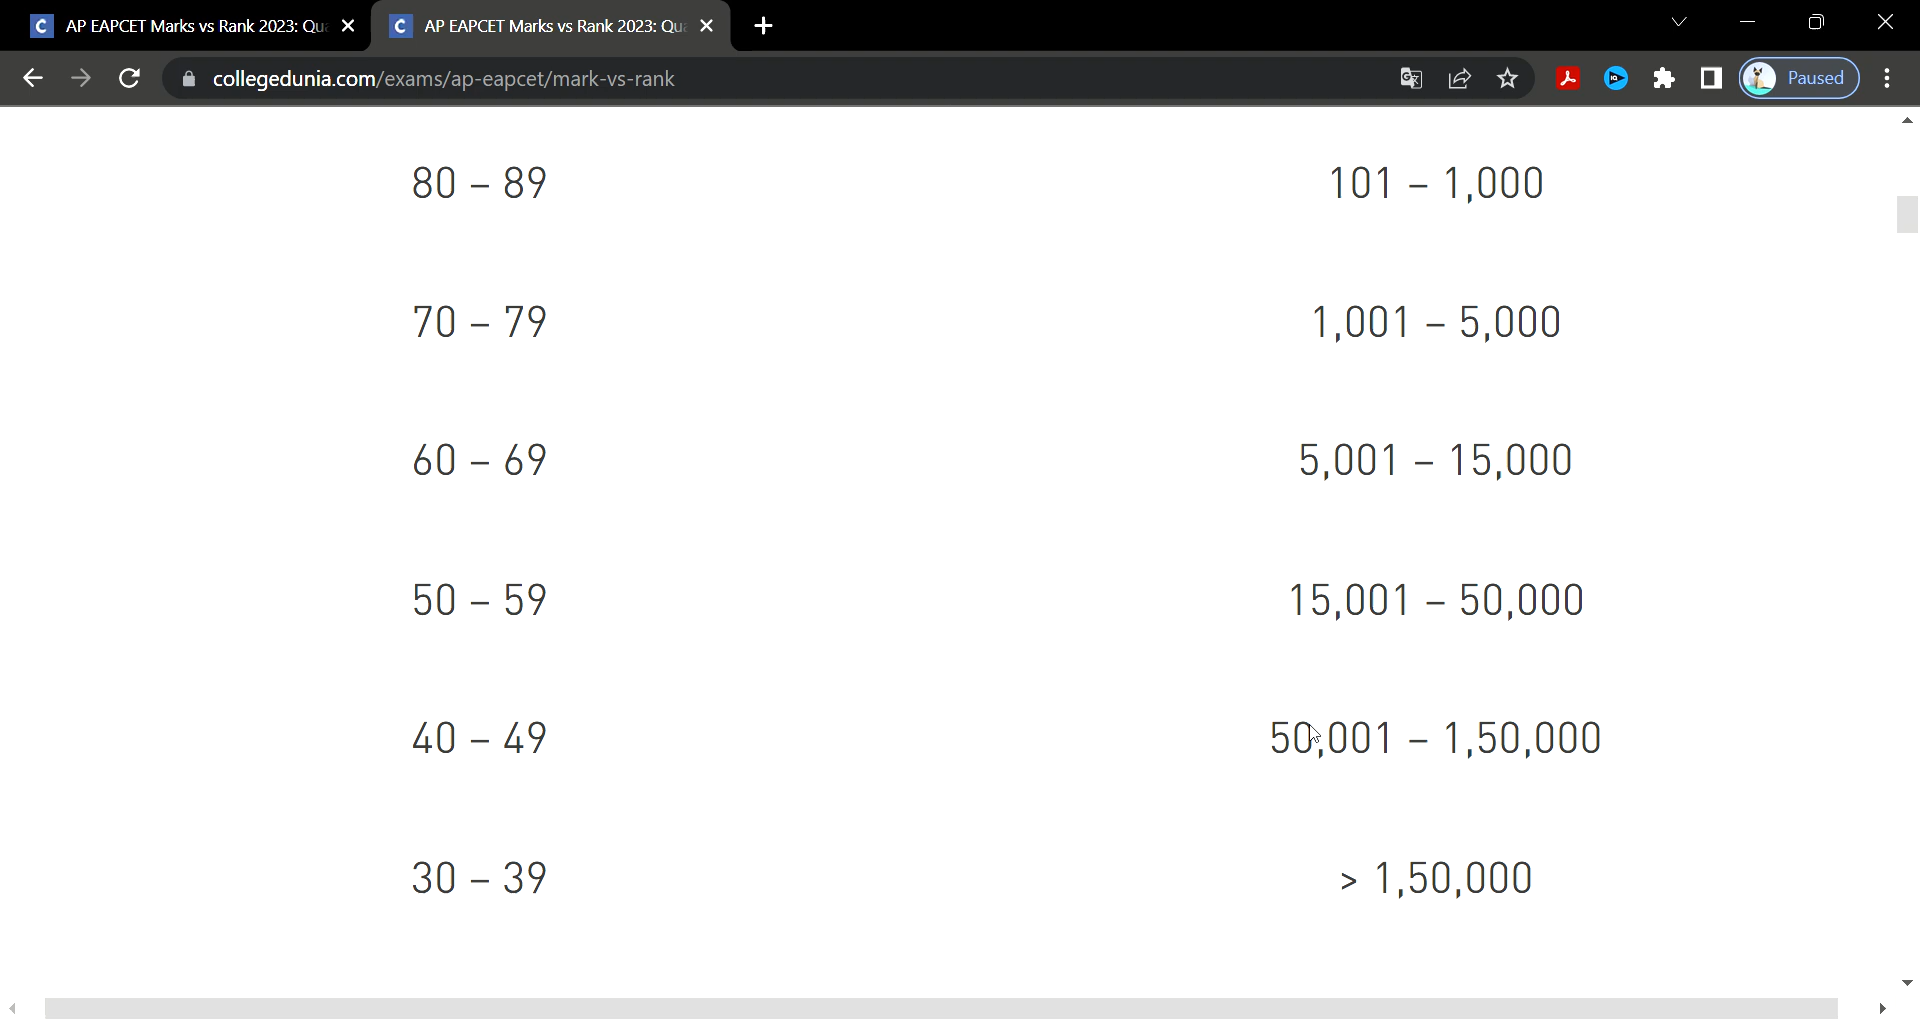 AP EAPCET Marks vs Rank 2023: Qu
AP EAPCET Marks vs Rank 2023: Qu
collegedunia.com/exams/ap-eapcet/mark-vs-rank
Paused
80 – 89 101 – 1,000
70 – 79 1,001 – 5,000
60 – 69 5,001 – 15,000
50 – 59 15,001 – 50,000
40 – 49 50,001 – 1,50,000
30 – 39 > 1,50,000